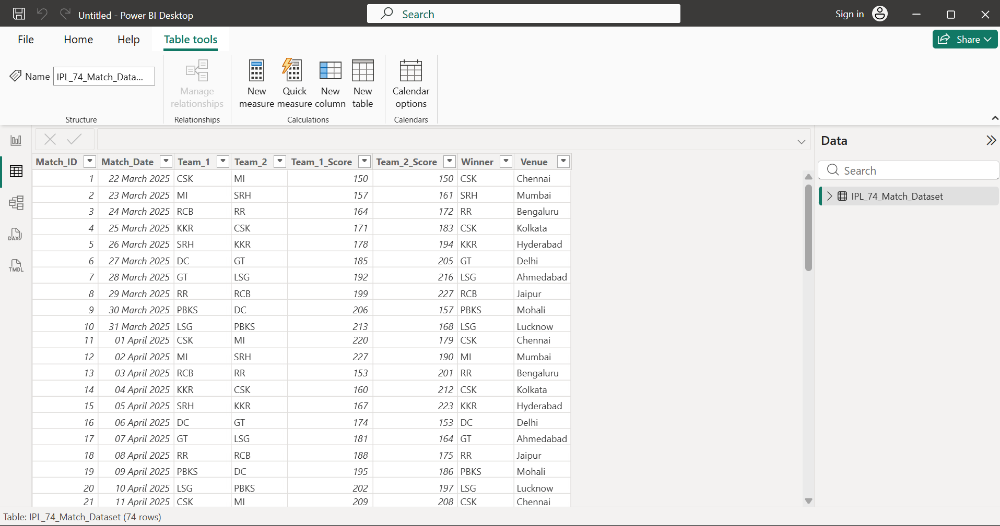 Untitled - Power BI Desktop
Search
Sign in
File Home Help Table tools
Share
Name IPL_74_Match_Data...
Manage relationships
New measure
Quick measure
New column
New table
Calendar options
Structure Relationships Calculations Calendars
Data
Search
IPL_74_Match_Dataset
DAX
TMDL
Match_ID Match_Date Team_1 Team_2 Team_1_Score Team_2_Score Winner Venue
1 22 March 2025 CSK MI 150 150 CSK Chennai
2 23 March 2025 MI SRH 157 161 SRH Mumbai
3 24 March 2025 RCB RR 164 172 RR Bengaluru
4 25 March 2025 KKR CSK 171 183 CSK Kolkata
5 26 March 2025 SRH KKR 178 194 KKR Hyderabad
6 27 March 2025 DC GT 185 205 GT Delhi
7 28 March 2025 GT LSG 192 216 LSG Ahmedabad
8 29 March 2025 RR RCB 199 227 RCB Jaipur
9 30 March 2025 PBKS DC 206 157 PBKS Mohali
10 31 March 2025 LSG PBKS 213 168 LSG Lucknow
11 01 April 2025 CSK MI 220 179 CSK Chennai
12 02 April 2025 MI SRH 227 190 MI Mumbai
13 03 April 2025 RCB RR 153 201 RR Bengaluru
14 04 April 2025 KKR CSK 160 212 CSK Kolkata
15 05 April 2025 SRH KKR 167 223 KKR Hyderabad
16 06 April 2025 DC GT 174 153 DC Delhi
17 07 April 2025 GT LSG 181 164 GT Ahmedabad
18 08 April 2025 RR RCB 188 175 RR Jaipur
19 09 April 2025 PBKS DC 195 186 PBKS Mohali
20 10 April 2025 LSG PBKS 202 197 LSG Lucknow
21 11 April 2025 CSK MI 209 208 CSK Chennai
Table: IPL_74_Match_Dataset (74 rows)